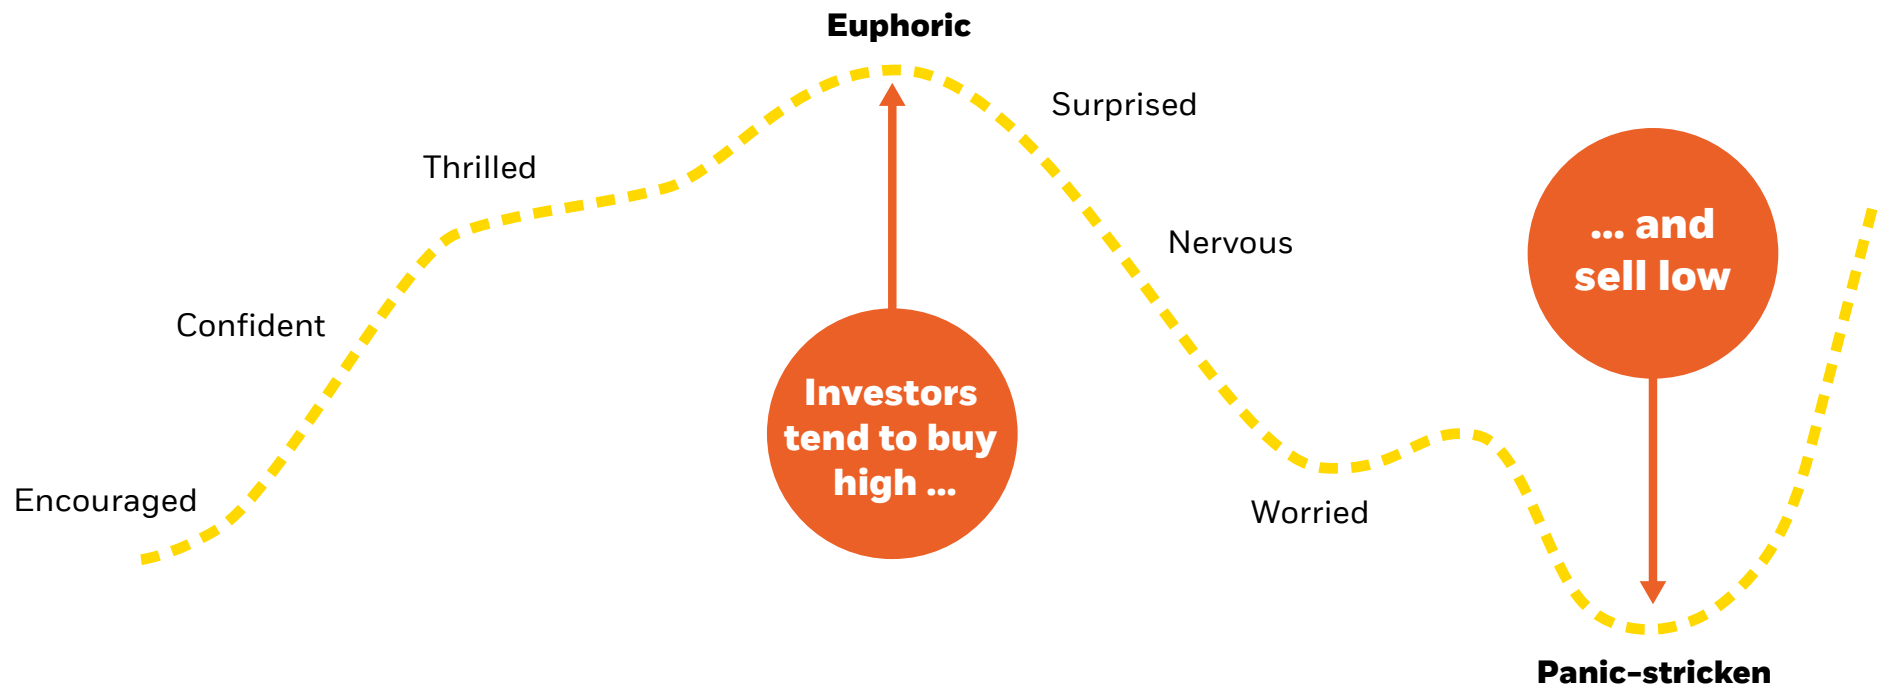 Euphoric
Surprised
Thrilled
... and
sell low
Nervous
Confident
Investors
tend to buy
high ...
Encouraged
Worried
Panic-stricken